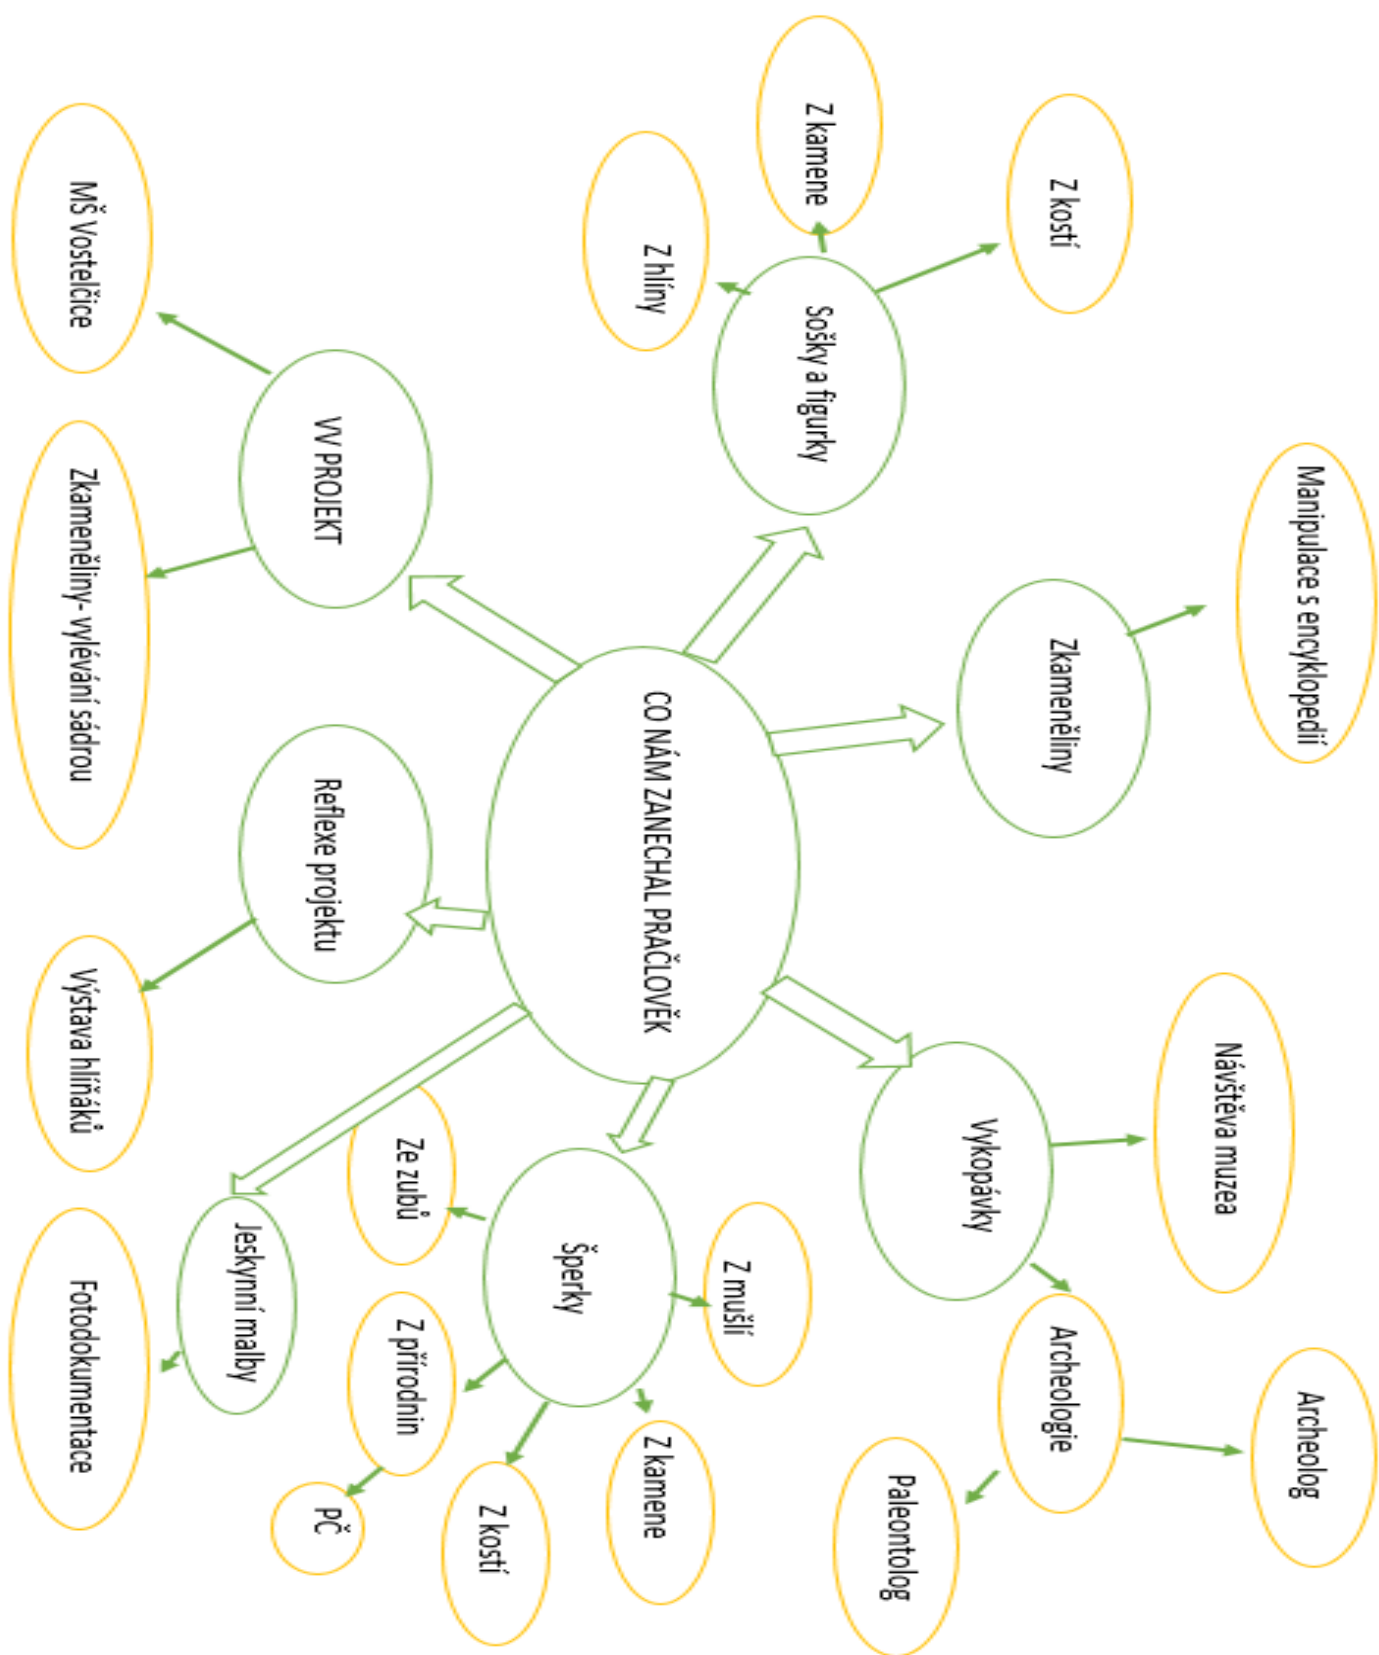 Manipulace s encyklopedií
Návštěva muzea
Archeolog
Z kostí
Zkameněliny
Vykopávky
Archeologie
Paleontolog
Z kamene
Sošky a figurky
Z hlíny
CO NÁM ZANECHAL PRAČLOVĚK
Z mušlí
Z kamene
Šperky
Z kostí
Ze zubů
Z přírodnin
PČ
VV PROJEKT
Reflexe projektu
Jeskynní malby
MŠ Vostelčice
Zkameněliny- vylévání sádrou
Výstava hlíňáků
Fotodokumentace